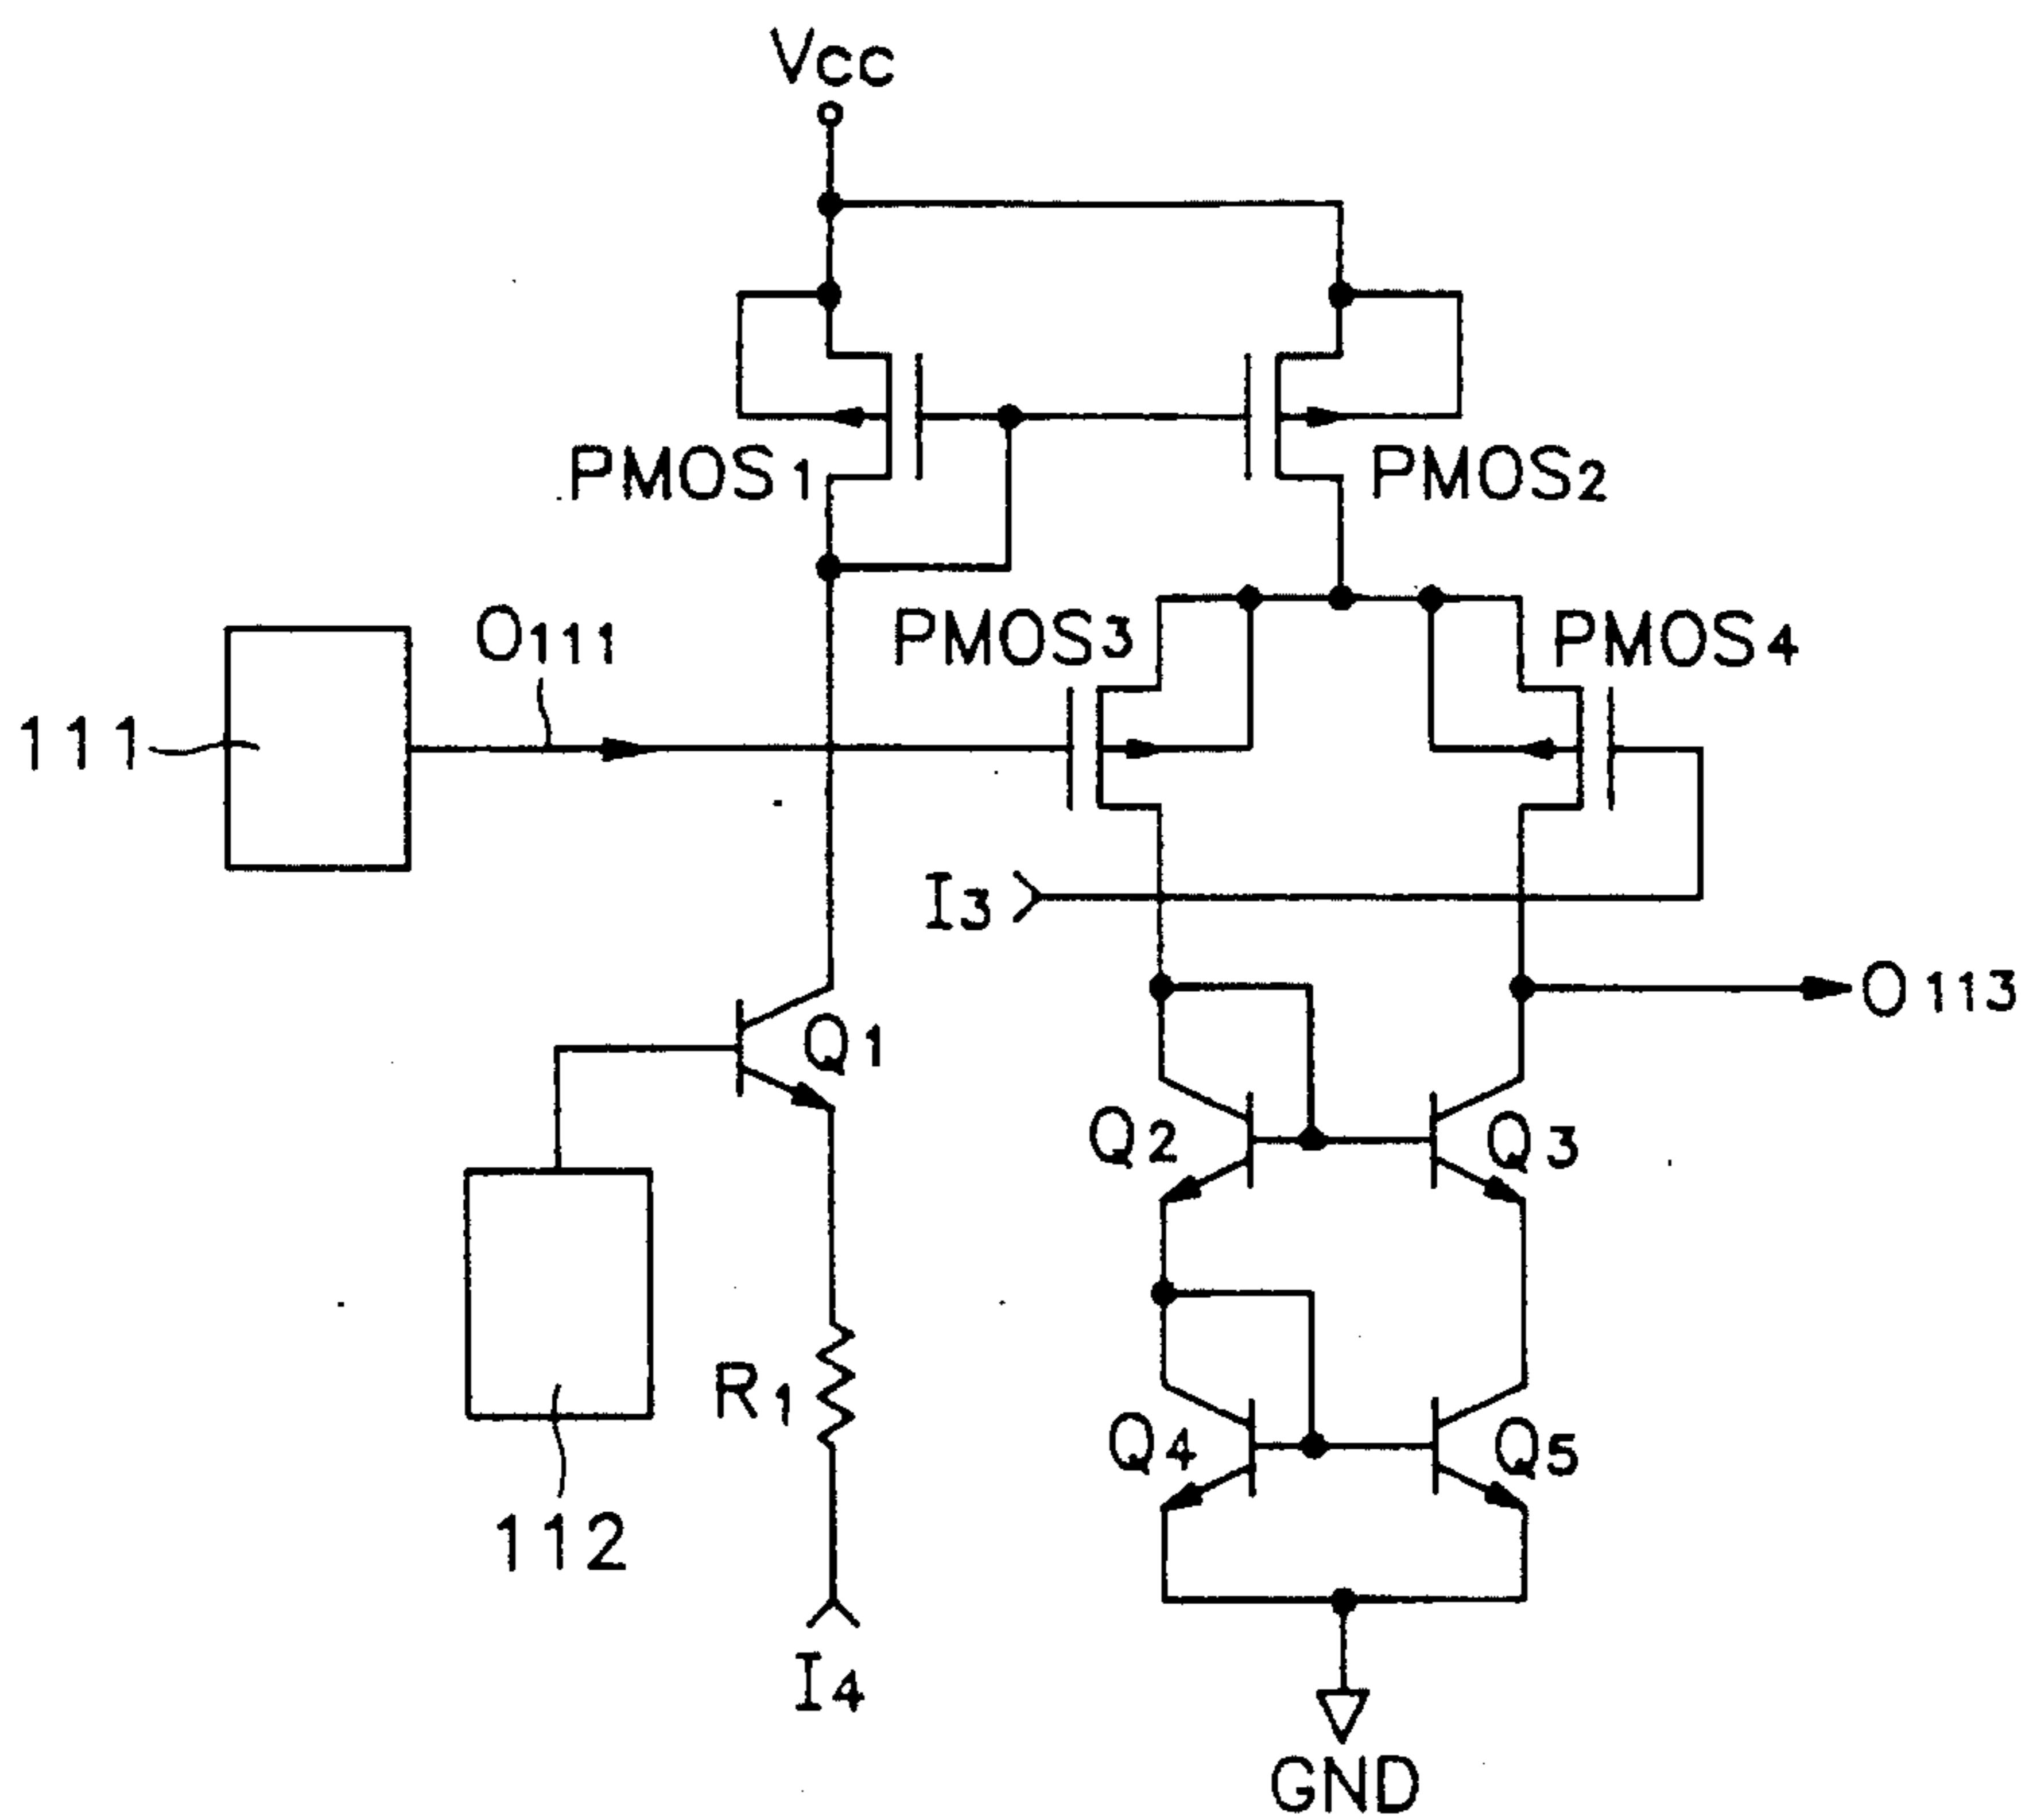 Vcc
PMOS1
PMOS2
O111
PMOS3
PMOS4
111
I3
O113
Q1
Q2
Q3
R1
Q4
Q5
112
I4
GND